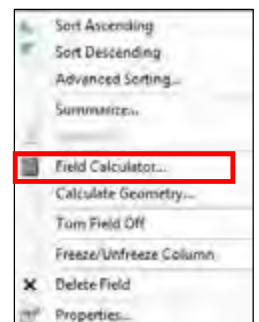 Sort Ascending
Sort Descending
Advanced Sorting...
Summarize...
Field Calculator...
Calculate Geometry...
Turn Field Off
Freeze/Unfreeze Column
Delete Field
Properties...